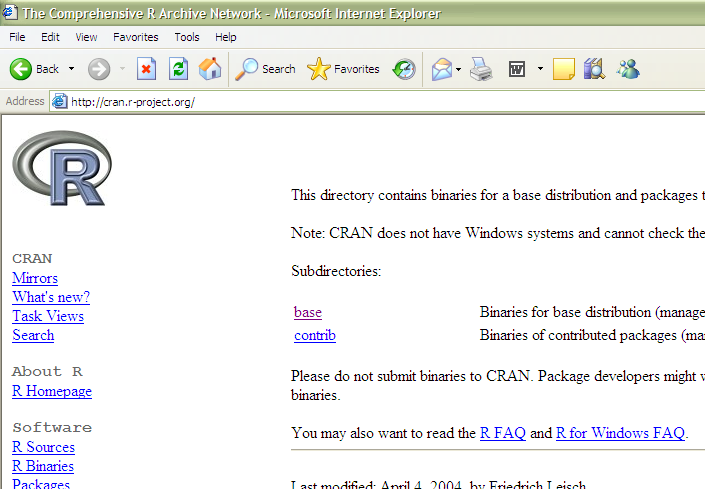 The Comprehensive R Archive Network - Microsoft Internet Explorer
File Edit View Favorites Tools Help
Back Search Favorites W
Address http://cran.r-project.org/
R
CRAN
Mirrors
What's new?
Task Views
Search
About R
R Homepage
Software
R Sources
R Binaries
Packages
This directory contains binaries for a base distribution and packages t
Note: CRAN does not have Windows systems and cannot check the
Subdirectories:
base Binaries for base distribution (manage
contrib Binaries of contributed packages (ma
Please do not submit binaries to CRAN. Package developers might w
binaries.
You may also want to read the R FAQ and R for Windows FAQ.
Last modified: April 4, 2004, by Friedrich Leisch